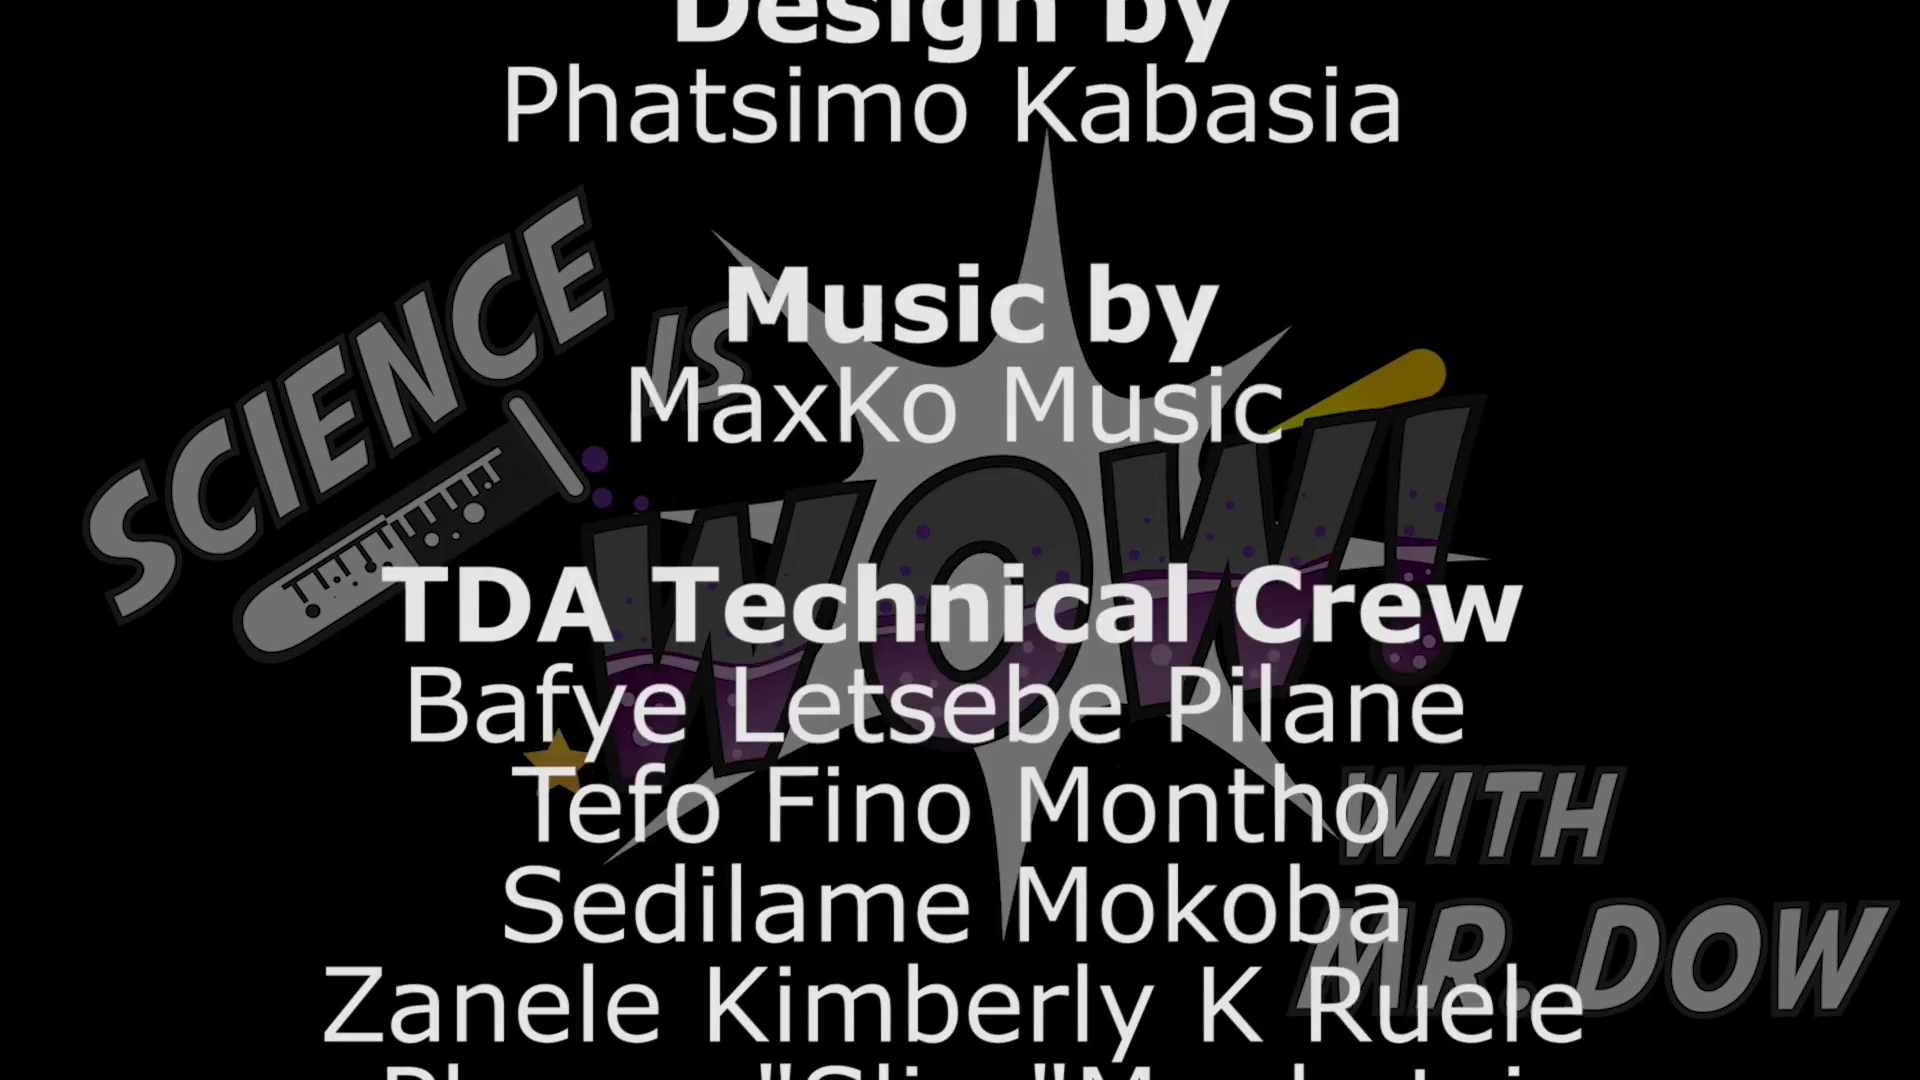 Design by
Phatsimo Kabasia
Music by
MaxKo Music
TDA Technical Crew
Bafye Letsebe Pilane
Tefo Fino Montho
Sedilame Mokoba
Zanele Kimberly K Ruele
SCIENCE
IS
WOW!
WITH
MR. DOW